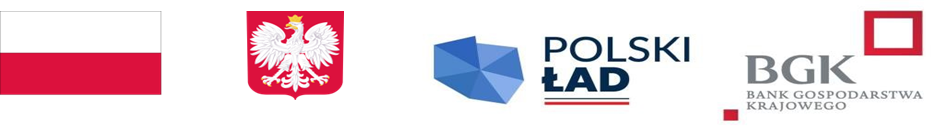 POLSKI
ŁAD
BGK
BANK GOSPODARSTWA
KRAJOWEGO